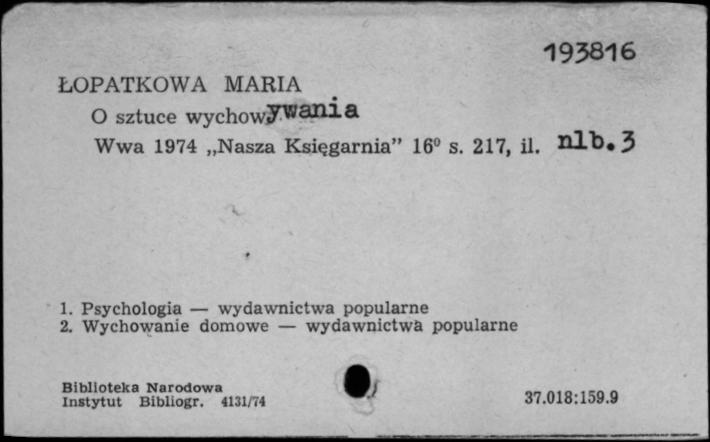 193816
ŁOPATKOWA MARIA
O sztuce wychowywania
Wwa 1974 „Nasza Księgarnia” 16⁰ s. 217, il. nlb. 3
1. Psychologia — wydawnictwa popularne
2. Wychowanie domowe — wydawnictwa popularne
Biblioteka Narodowa
Instytut Bibliogr. 4131/74
37.018:159.9